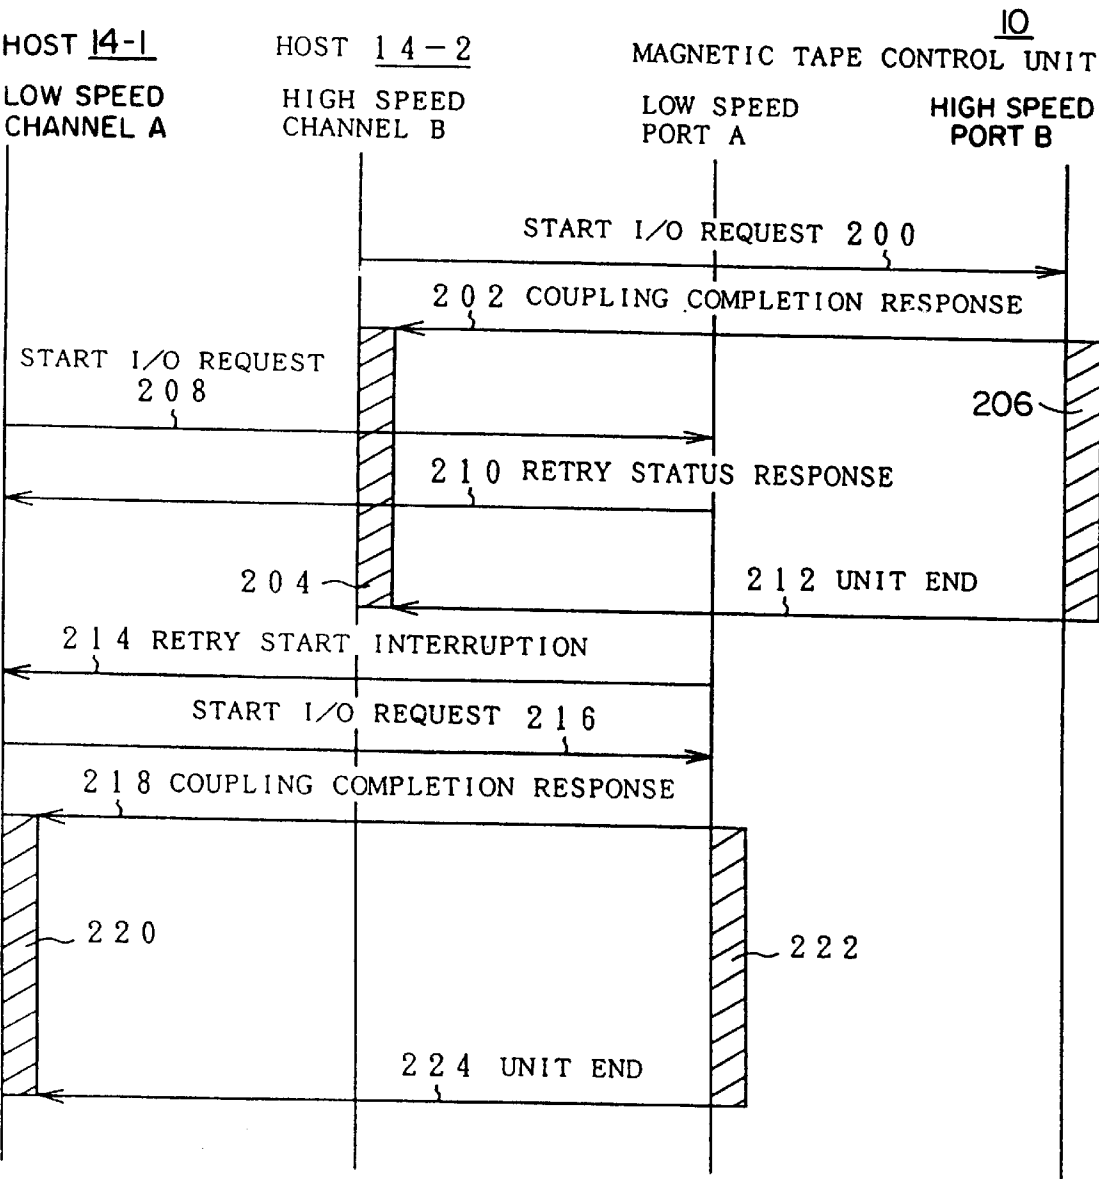 10
HOST 14-1
HOST 14-2
MAGNETIC TAPE CONTROL UNIT
LOW SPEED
CHANNEL A
HIGH SPEED
CHANNEL B
LOW SPEED
PORT A
HIGH SPEED
PORT B
START I/O REQUEST 200
202 COUPLING COMPLETION RESPONSE
START I/O REQUEST
208
206
210 RETRY STATUS RESPONSE
204
212 UNIT END
214 RETRY START INTERRUPTION
START I/O REQUEST 216
218 COUPLING COMPLETION RESPONSE
220
222
224 UNIT END